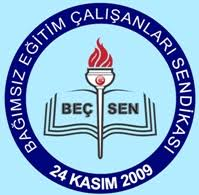 BAĞIMSIZ EĞİTİM ÇALIŞANLARI SENDİKASI
BEÇ SEN
24 KASIM 2009